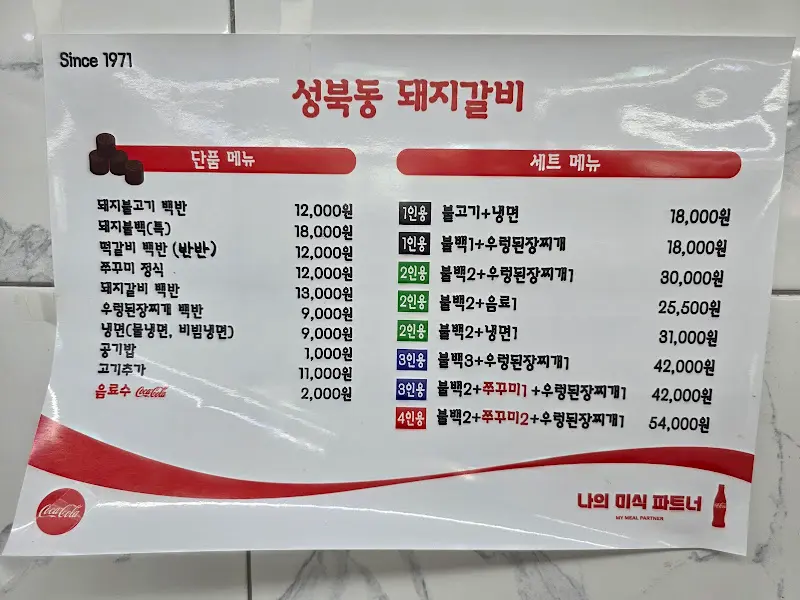 Since 1971
성북동 돼지갈비
단품 메뉴
돼지불고기 백반 12,000원
돼지불백(특) 18,000원
떡갈비 백반 (반반) 12,000원
쭈꾸미 정식 12,000원
돼지갈비 백반 13,000원
우렁된장찌개 백반 9,000원
냉면(물냉면, 비빔냉면) 9,000원
공기밥 1,000원
고기추가 11,000원
음료수 Coca-Cola 2,000원
세트 메뉴
1인용 불고기+냉면 18,000원
1인용 불백1+우렁된장찌개 18,000원
2인용 불백2+우렁된장찌개1 30,000원
2인용 불백2+음료1 25,500원
2인용 불백2+냉면1 31,000원
3인용 불백3+우렁된장찌개1 42,000원
3인용 불백2+쭈꾸미1+우렁된장찌개1 42,000원
4인용 불백2+쭈꾸미2+우렁된장찌개1 54,000원
Coca-Cola
나의 미식 파트너
MY MEAL PARTNER